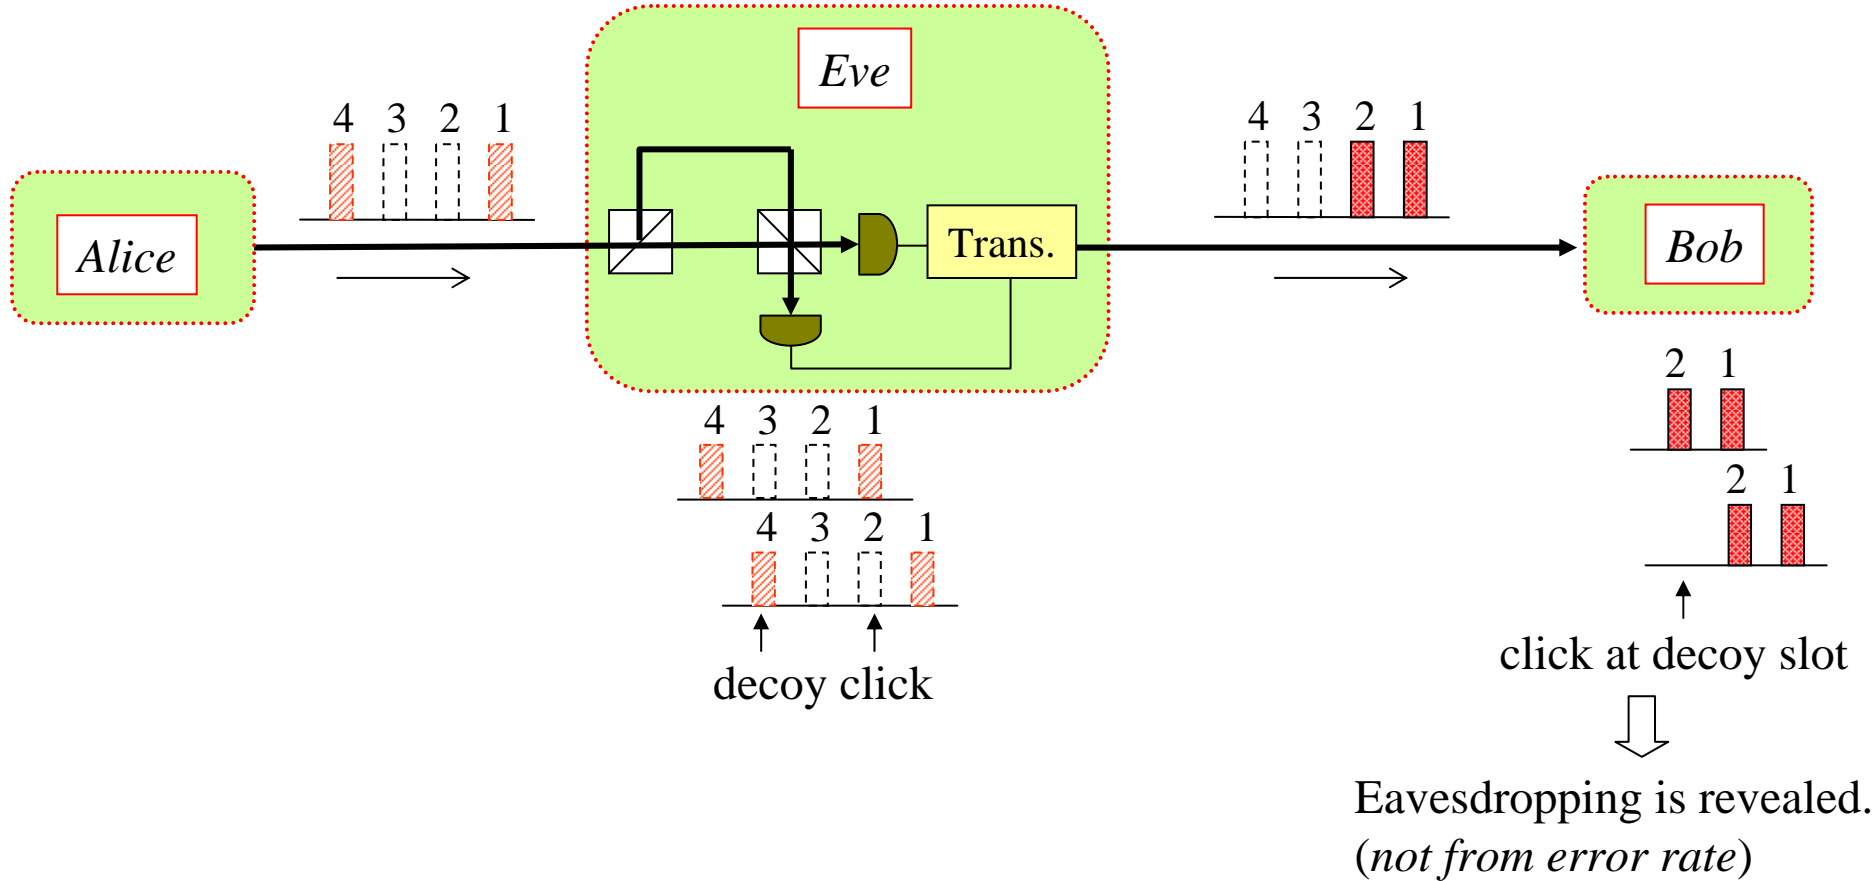 Eve
4 3 2 1
4 3 2 1
Alice
Trans.
Bob
2 1
4 3 2 1
2 1
4 3 2 1
click at decoy slot
decoy click
Eavesdropping is revealed.
(not from error rate)